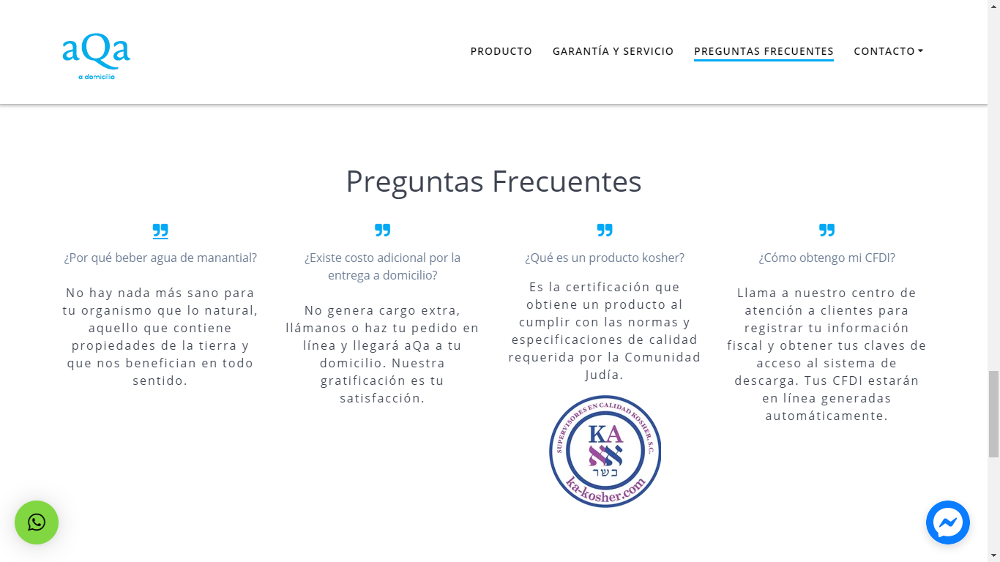 aQa
a domicilio
PRODUCTO
GARANTÍA Y SERVICIO
PREGUNTAS FRECUENTES
CONTACTO
Preguntas Frecuentes
¿Por qué beber agua de manantial?
No hay nada más sano para
tu organismo que lo natural,
aquello que contiene
propiedades de la tierra y
que nos benefician en todo
sentido.
¿Existe costo adicional por la
entrega a domicilio?
No genera cargo extra,
llámanos o haz tu pedido en
línea y llegará aQa a tu
domicilio. Nuestra
gratificación es tu
satisfacción.
¿Qué es un producto kosher?
Es la certificación que
obtiene un producto al
cumplir con las normas y
especificaciones de calidad
requerida por la Comunidad
Judía.
SUPERVISORES EN CALIDAD KOSHER, S.C.
KA
א א
כשר
ka-kosher.com
¿Cómo obtengo mi CFDI?
Llama a nuestro centro de
atención a clientes para
registrar tu información
fiscal y obtener tus claves de
acceso al sistema de
descarga. Tus CFDI estarán
en línea generadas
automáticamente.